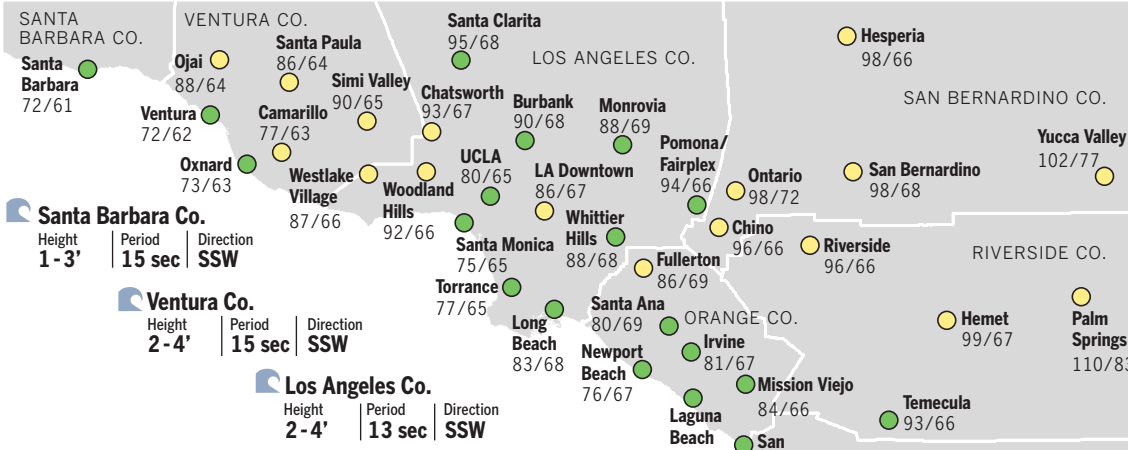 SANTA
BARBARA CO.
VENTURA CO.
LOS ANGELES CO.
SAN BERNARDINO CO.
RIVERSIDE CO.
ORANGE CO.
Santa
Barbara
72/61
Ojai
88/64
Santa Paula
86/64
Simi Valley
90/65
Ventura
72/62
Camarillo
77/63
Oxnard
73/63
Westlake
Village
87/66
Santa Clarita
95/68
Chatsworth
93/67
Woodland
Hills
92/66
Burbank
90/68
Monrovia
88/69
UCLA
80/65
LA Downtown
86/67
Pomona/
Fairplex
94/66
Santa Monica
75/65
Whittier
Hills
88/68
Torrance
77/65
Long
Beach
83/68
Hesperia
98/66
Yucca Valley
102/77
Ontario
98/72
San Bernardino
98/68
Chino
96/66
Riverside
96/66
Fullerton
86/69
Santa Ana
80/69
Irvine
81/67
Newport
Beach
76/67
Mission Viejo
84/66
Laguna
Beach
San
Hemet
99/67
Palm
Springs
110/83
Temecula
93/66
Santa Barbara Co.
Height Period Direction
1-3’ 15 sec SSW
Ventura Co.
Height Period Direction
2-4’ 15 sec SSW
Los Angeles Co.
Height Period Direction
2-4’ 13 sec SSW